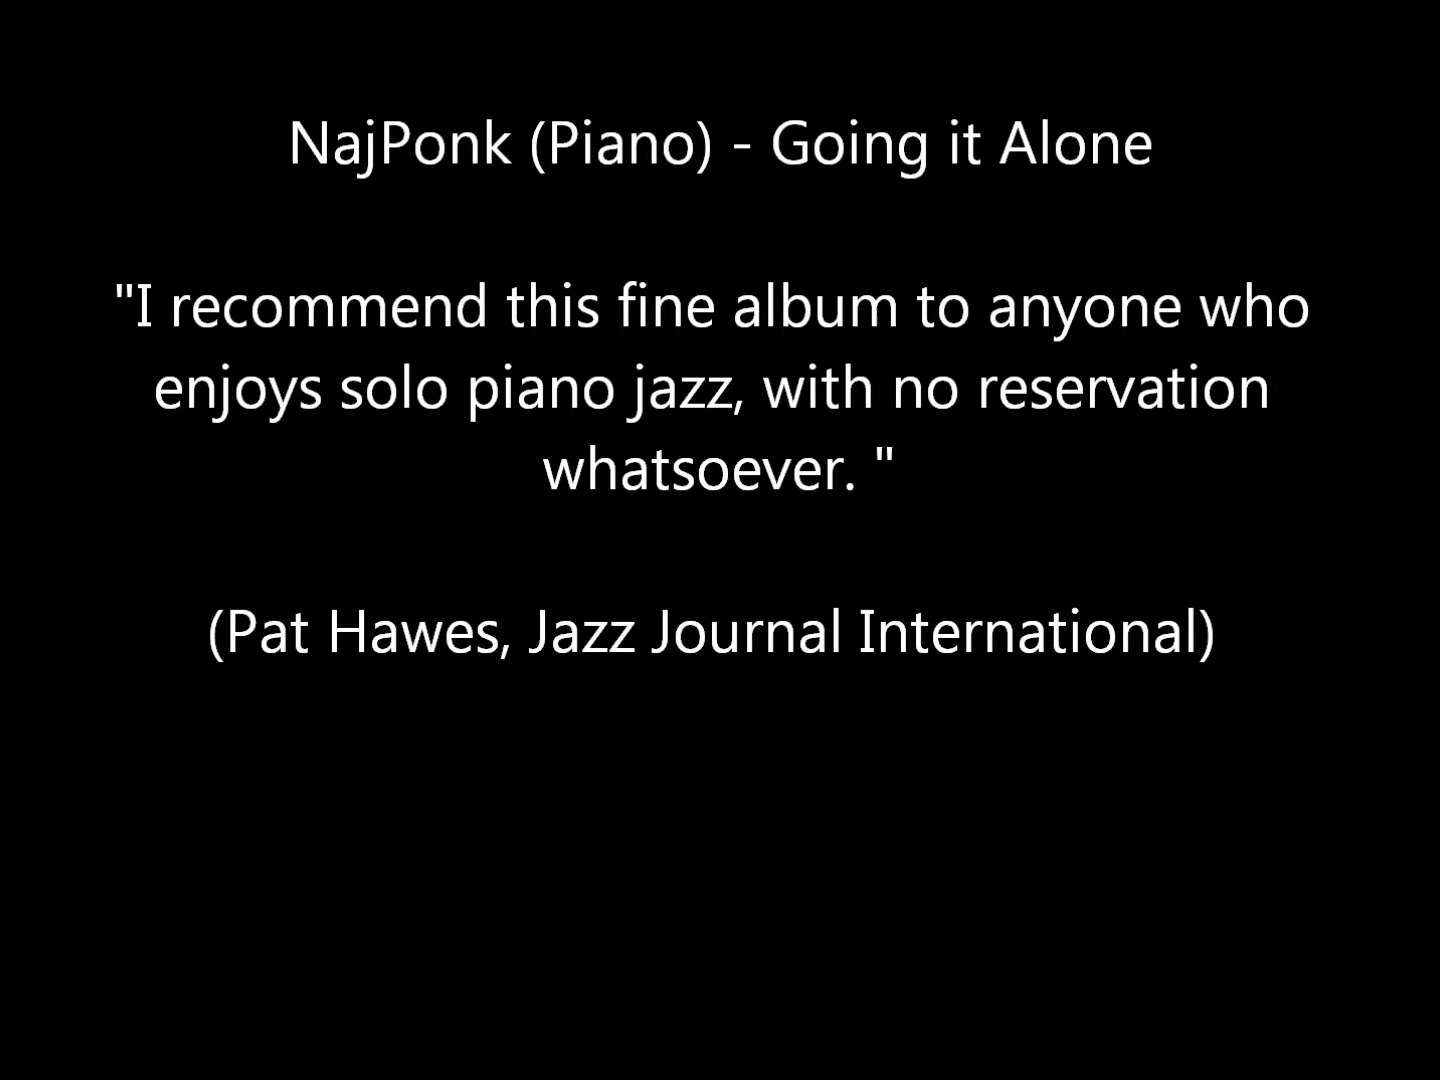 NajPonk (Piano) - Going it Alone
"I recommend this fine album to anyone who
enjoys solo piano jazz, with no reservation
whatsoever. "
(Pat Hawes, Jazz Journal International)